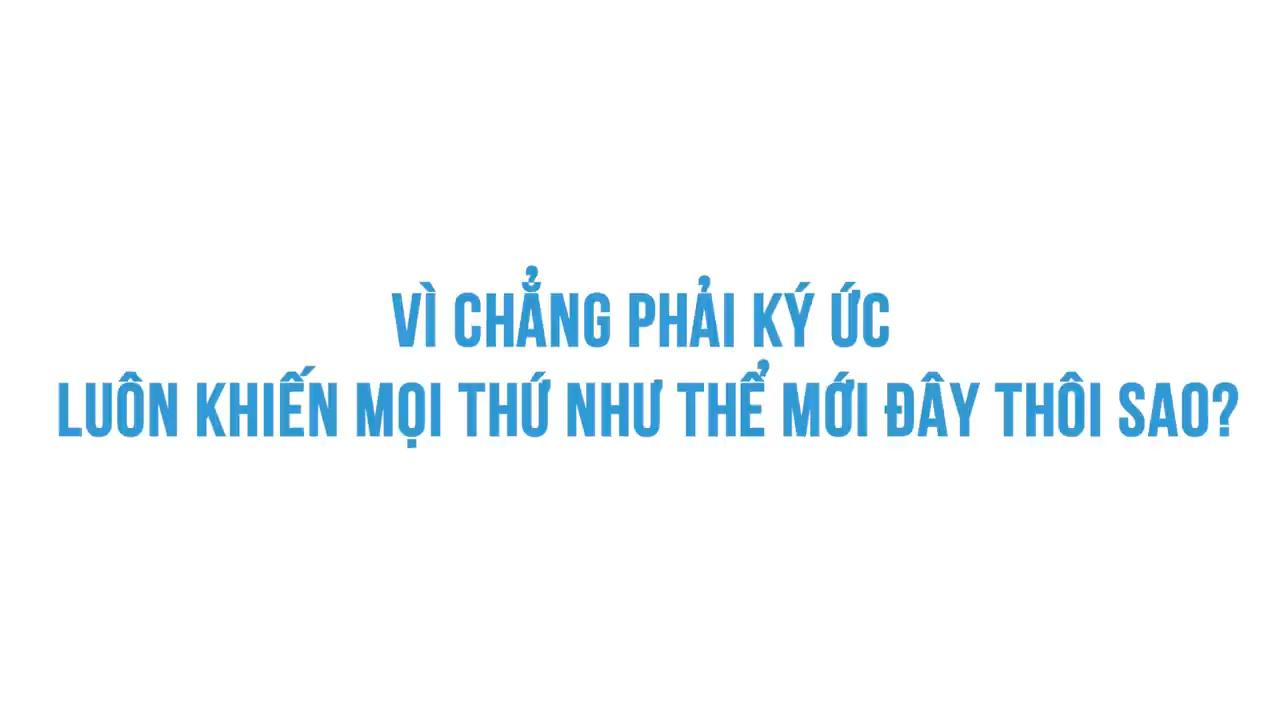 VÌ CHẲNG PHẢI KÝ ỨC
LUÔN KHIẾN MỌI THỨ NHƯ THỂ MỚI ĐÂY THÔI SAO?